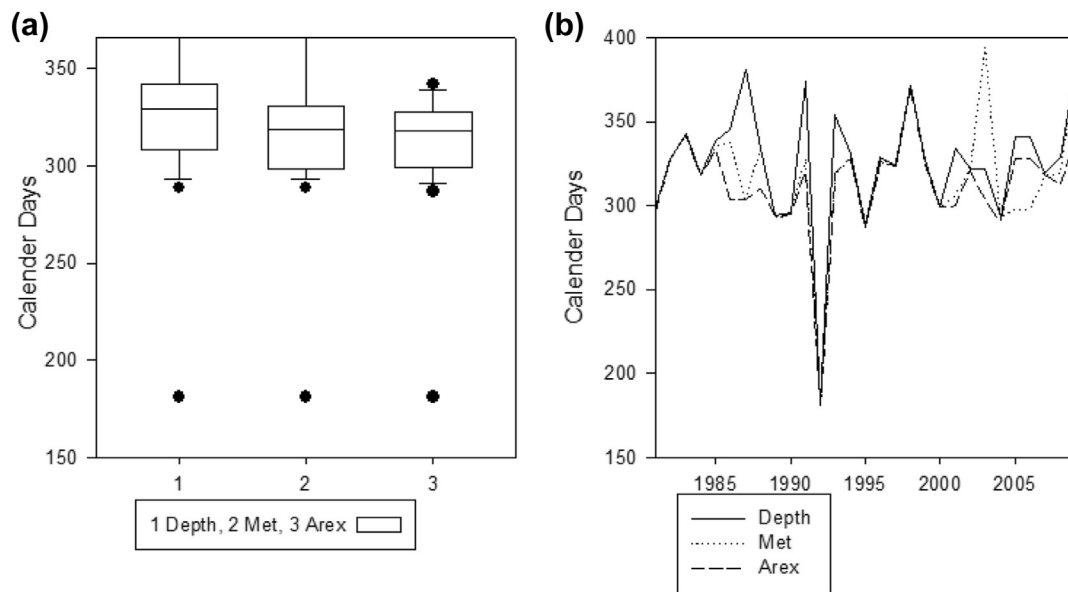 (a)
Calender Days
350
300
250
200
150
1 2 3
1 Depth, 2 Met, 3 Arex
(b)
Calender Days
400
350
300
250
200
150
1985 1990 1995 2000 2005
Depth
Met
Arex